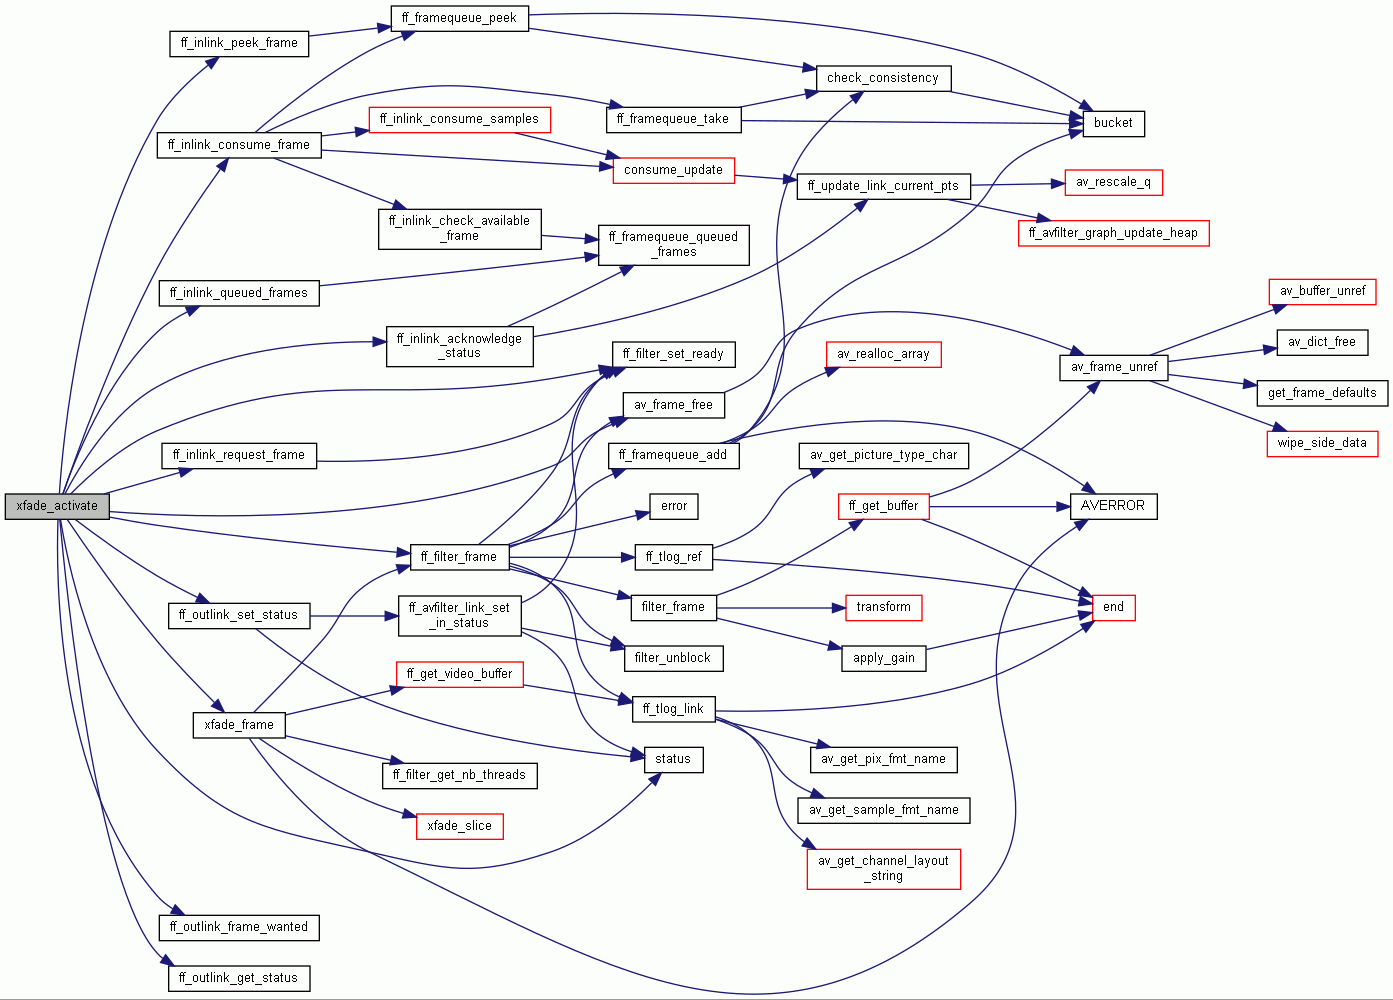 ff_framequeue_peek
ff_inlink_peek_frame
check_consistency
ff_inlink_consume_samples
ff_framequeue_take
bucket
ff_inlink_consume_frame
consume_update
ff_update_link_current_pts
av_rescale_q
ff_inlink_check_available
_frame
ff_framequeue_queued
_frames
ff_avfilter_graph_update_heap
ff_inlink_queued_frames
av_buffer_unref
ff_inlink_acknowledge
_status
ff_filter_set_ready
av_realloc_array
av_dict_free
av_frame_unref
get_frame_defaults
av_frame_free
wipe_side_data
ff_inlink_request_frame
ff_framequeue_add
av_get_picture_type_char
xfade_activate
error
ff_get_buffer
AVERROR
ff_filter_frame
ff_tlog_ref
ff_outlink_set_status
ff_avfilter_link_set
_in_status
filter_frame
transform
end
filter_unblock
apply_gain
ff_get_video_buffer
xfade_frame
ff_tlog_link
status
av_get_pix_fmt_name
ff_filter_get_nb_threads
av_get_sample_fmt_name
xfade_slice
av_get_channel_layout
_string
ff_outlink_frame_wanted
ff_outlink_get_status